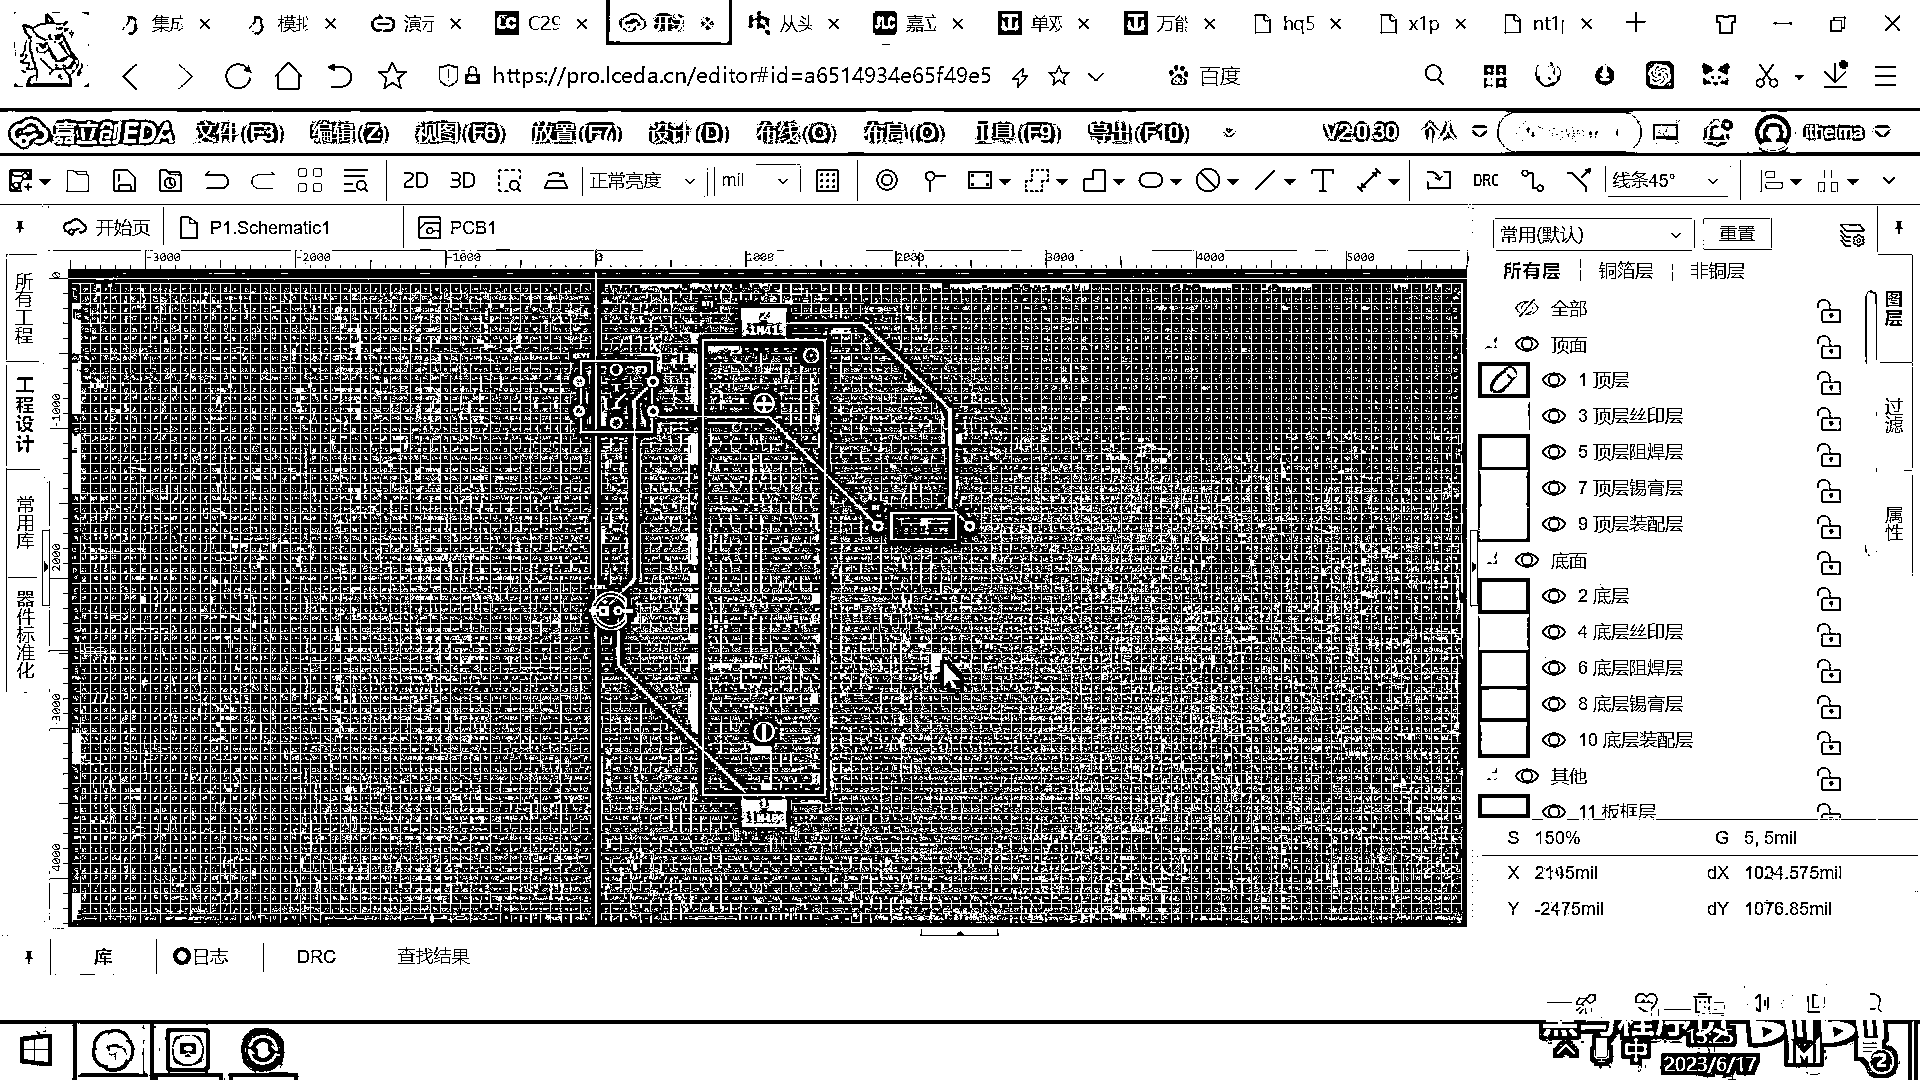 集成
模拟
演示
C29
开源
从头
嘉立
单双
万能
hq5
x1p
nt1
https://pro.lceda.cn/editor#id=a6514934e65f49e5
百度
嘉立创EDA
文件(F3)
编辑(Z)
视图(F6)
放置(F7)
设计(D)
布线(Q)
布局(O)
工具(F9)
导出(F10)
V2.0.30
个人
itheima
2D
3D
正常亮度
mil
DRC
线条45°
开始页
P1.Schematic1
PCB1
常用(默认)
重置
所有层
铜箔层
非铜层
-3000
-2000
-1000
0
1000
2000
3000
4000
5000
所有工程
工程设计
常用库
器件标准化
全部
顶面
1 顶层
3 顶层丝印层
5 顶层阻焊层
7 顶层锡膏层
9 顶层装配层
底面
2 底层
4 底层丝印层
6 底层阻焊层
8 底层锡膏层
10 底层装配层
其他
11 板框层
图层
过滤
属性
S 150%
G 5, 5mil
X 2195mil
dX 1024.575mil
Y -2475mil
dY 1076.85mil
库
日志
DRC
查找结果
中
15:25
2023/6/17
2